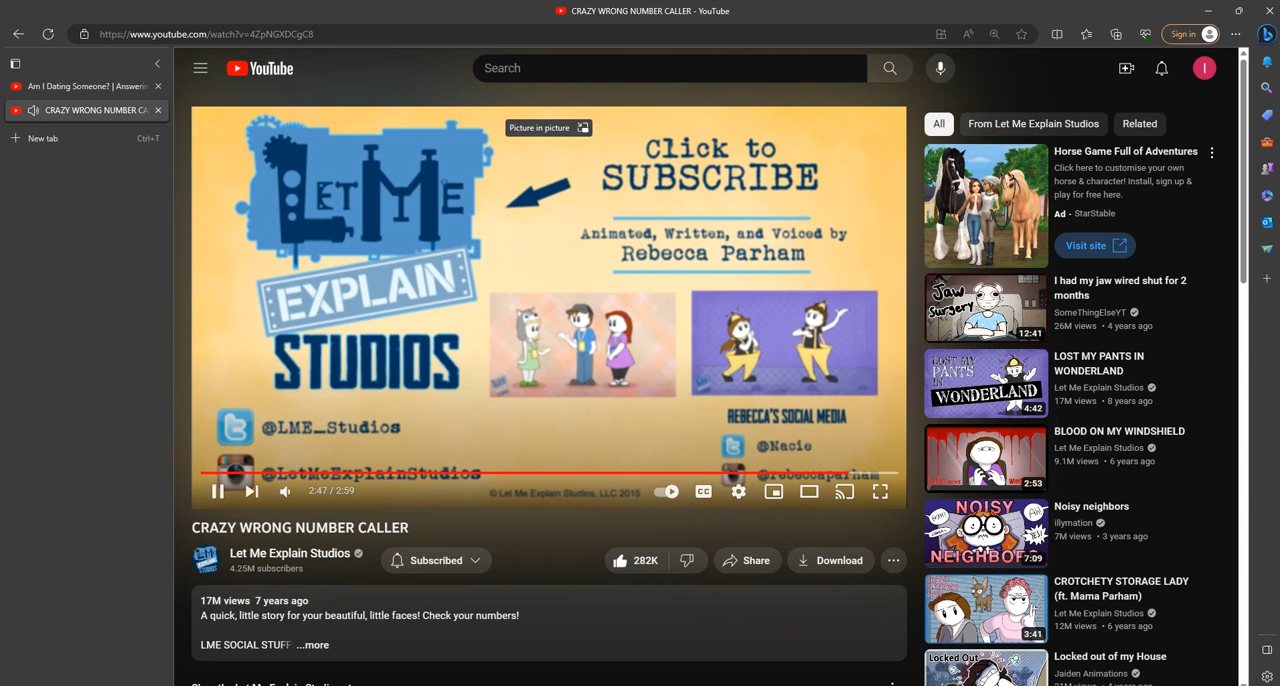 CRAZY WRONG NUMBER CALLER - YouTube
https://www.youtube.com/watch?v=4ZpNGXDCgC8
Sign in
Am I Dating Someone? | Answerin
CRAZY WRONG NUMBER CA
New tab
Ctrl+T
YouTube
Search
I
Picture in picture
LET ME
EXPLAIN
STUDIOS
Click to
SUBSCRIBE
Animated, Written, and Voiced by
Rebecca Parham
REBECCA'S SOCIAL MEDIA
@LME_Studios
@Nacie
@LetMeExplainStudios
@rebeccaparham
© Let Me Explain Studios, LLC 2015
2:47 / 2:59
CC
CRAZY WRONG NUMBER CALLER
Let Me Explain Studios
4.25M subscribers
Subscribed
282K
Share
Download
17M views 7 years ago
A quick, little story for your beautiful, little faces! Check your numbers!
LME SOCIAL STUFF: ...more
All
From Let Me Explain Studios
Related
Horse Game Full of Adventures
Click here to customise your own
horse & character! Install, sign up &
play for free here.
Ad · StarStable
Visit site
Jaw
Surgery
12:41
I had my jaw wired shut for 2
months
SomeThingElseYT
26M views • 4 years ago
LOST MY
PANTS
IN
WONDERLAND
4:42
LOST MY PANTS IN
WONDERLAND
Let Me Explain Studios
17M views • 8 years ago
2:53
BLOOD ON MY WINDSHIELD
Let Me Explain Studios
9.1M views • 6 years ago
NOISY
NEIGHBORS
7:09
Noisy neighbors
illymation
7M views • 3 years ago
3:41
CROTCHETY STORAGE LADY
(ft. Mama Parham)
Let Me Explain Studios
12M views • 6 years ago
Locked Out
Locked out of my House
Jaiden Animations